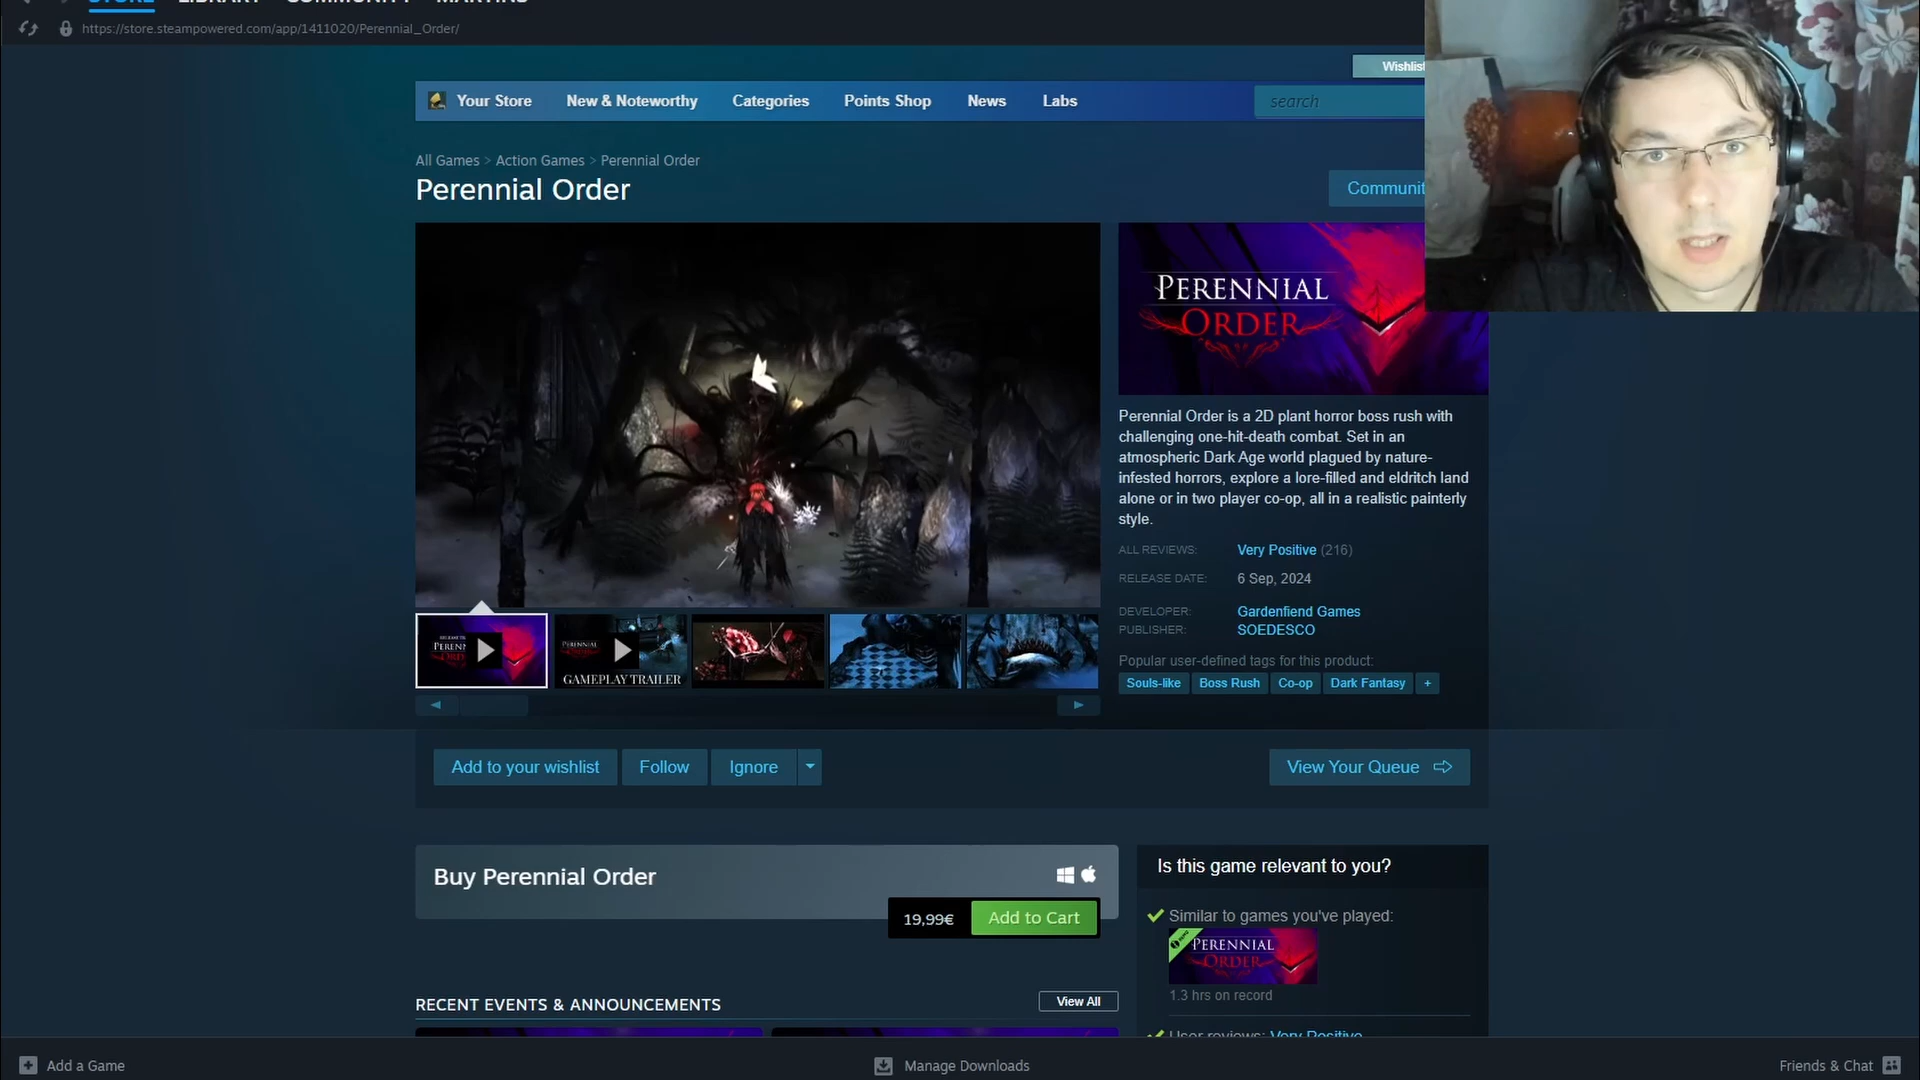 STORE LIBRARY COMMUNITY MARTINS
https://store.steampowered.com/app/1411020/Perennial_Order/
Wishlist
Your Store New & Noteworthy Categories Points Shop News Labs search
All Games > Action Games > Perennial Order
Perennial Order
Communit
PERENNIAL
ORDER
Perennial Order is a 2D plant horror boss rush with
challenging one-hit-death combat. Set in an
atmospheric Dark Age world plagued by nature-
infested horrors, explore a lore-filled and eldritch land
alone or in two player co-op, all in a realistic painterly
style.
ALL REVIEWS: Very Positive (216)
RELEASE DATE: 6 Sep, 2024
DEVELOPER: Gardenfiend Games
PUBLISHER: SOEDESCO
Popular user-defined tags for this product:
Souls-like Boss Rush Co-op Dark Fantasy +
GAMEPLAY TRAILER
Add to your wishlist Follow Ignore View Your Queue
Buy Perennial Order
19,99€ Add to Cart
Is this game relevant to you?
Similar to games you've played:
PERENNIAL
ORDER
1.3 hrs on record
User reviews: Very Positive
RECENT EVENTS & ANNOUNCEMENTS View All
Add a Game Manage Downloads Friends & Chat